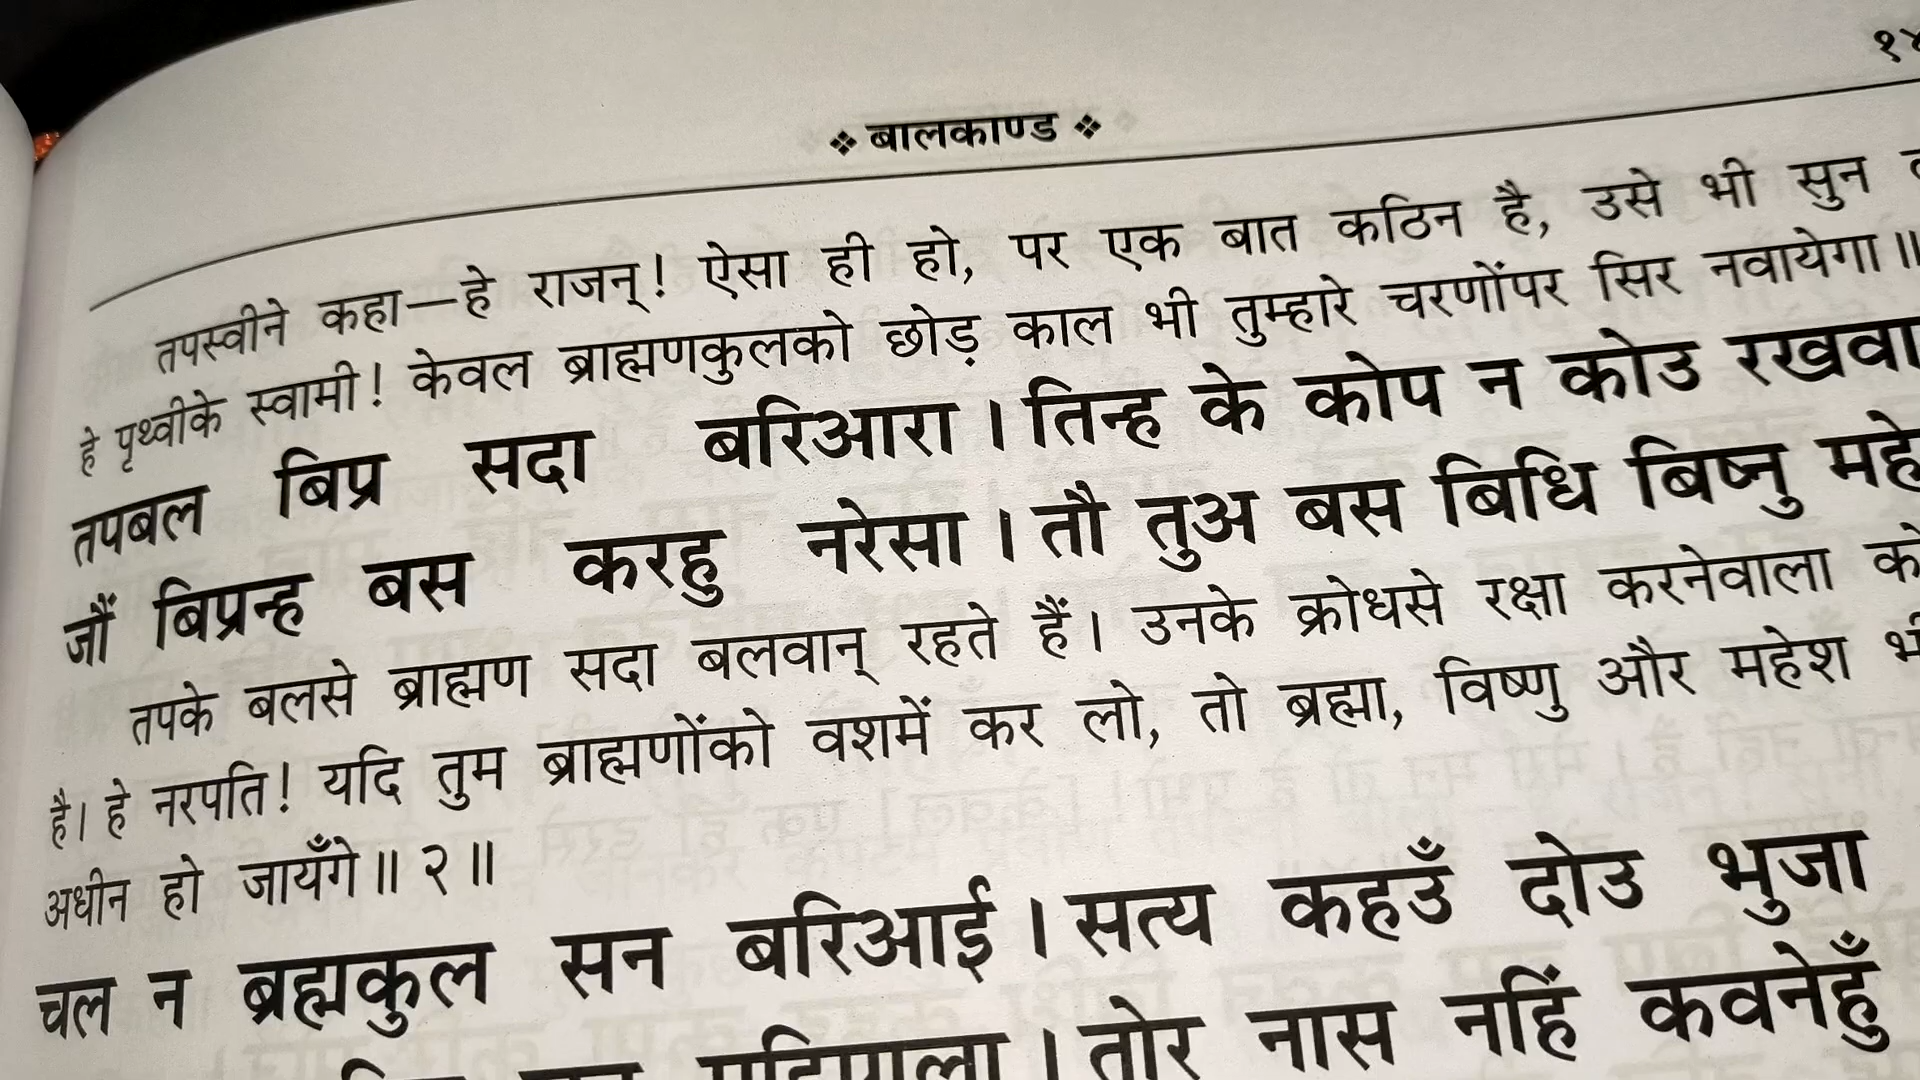 १४
❖ बालकाण्ड ❖
तपस्वीने कहा—हे राजन्! ऐसा ही हो, पर एक बात कठिन है, उसे भी सुन
हे पृथ्वीके स्वामी! केवल ब्राह्मणकुलको छोड़ काल भी तुम्हारे चरणोंपर सिर नवायेगा॥
तपबल बिप्र सदा बरिआरा। तिन्ह के कोप न कोउ रखवा
जौं बिप्रन्ह बस करहु नरेसा। तौ तुअ बस बिधि बिष्नु महे
तपके बलसे ब्राह्मण सदा बलवान् रहते हैं। उनके क्रोधसे रक्षा करनेवाला को
है। हे नरपति! यदि तुम ब्राह्मणोंको वशमें कर लो, तो ब्रह्मा, विष्णु और महेश भी
अधीन हो जायँगे॥ २॥
चल न ब्रह्मकुल सन बरिआई। सत्य कहउँ दोउ भुजा
महिपाला। तोर नास नहिं कवनेहुँ